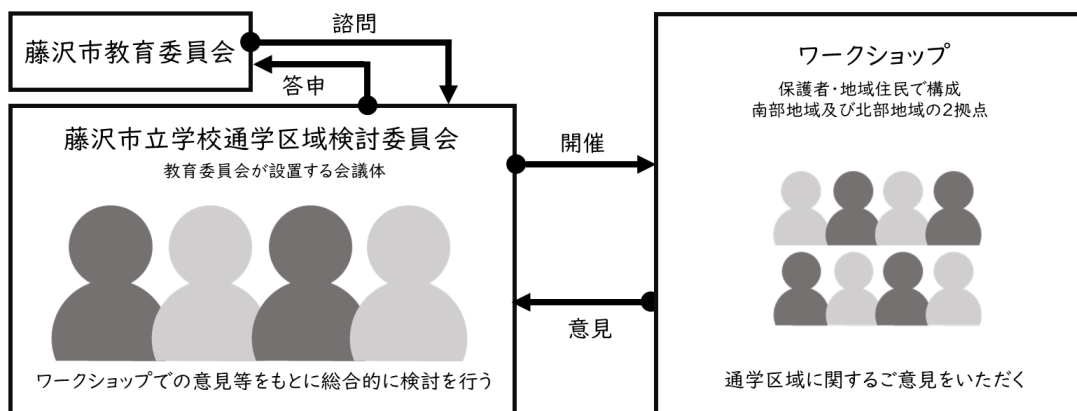 藤沢市教育委員会
諮問
答申
藤沢市立学校通学区域検討委員会
教育委員会が設置する会議体
ワークショップでの意見等をもとに総合的に検討を行う
開催
意見
ワークショップ
保護者・地域住民で構成
南部地域及び北部地域の2拠点
通学区域に関するご意見をいただく